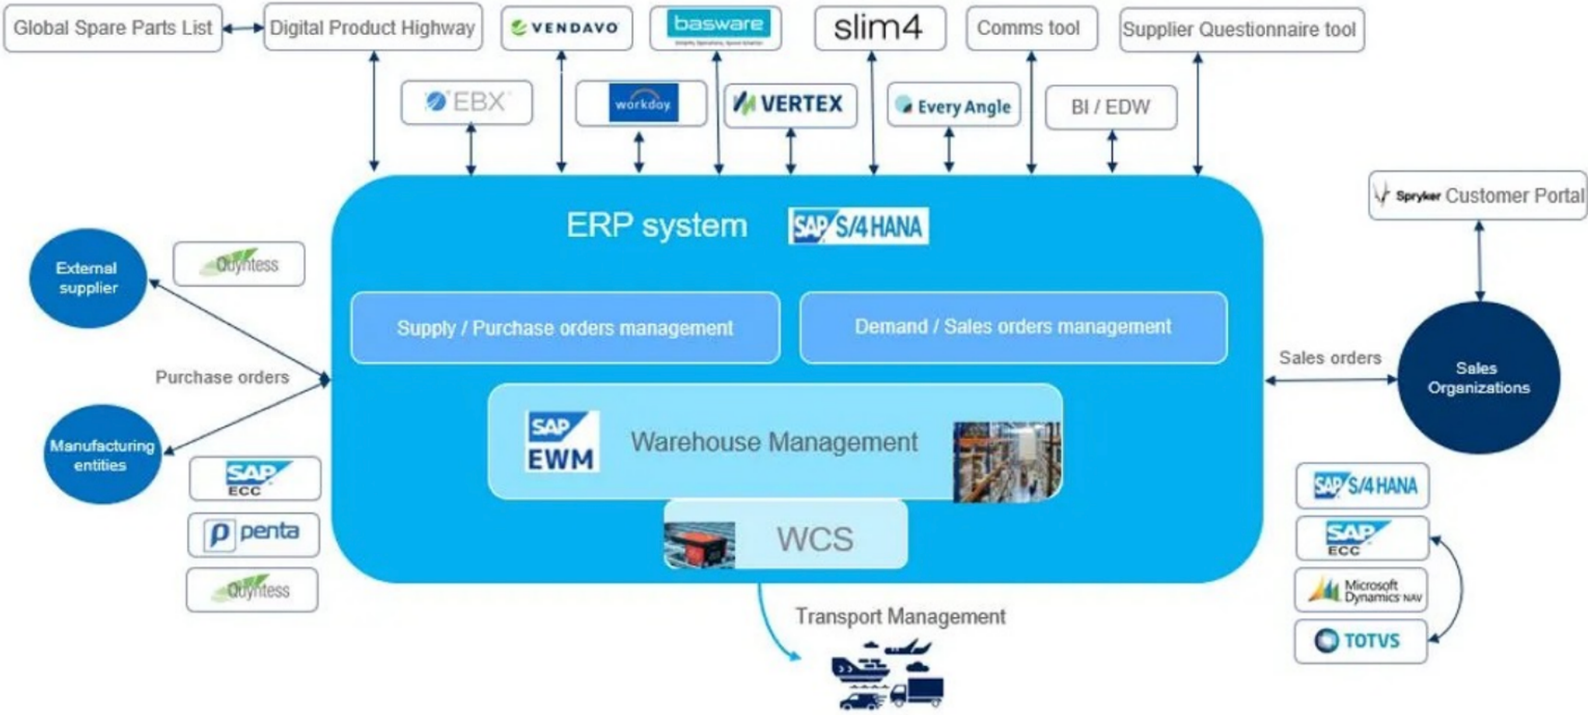 Global Spare Parts List
Digital Product Highway
VENDAVO
basware
slim4
Comms tool
Supplier Questionnaire tool
EBX
workday
VERTEX
Every Angle
BI / EDW
Spryker Customer Portal
ERP system
SAP S/4HANA
External
supplier
Quyntess
Supply / Purchase orders management
Demand / Sales orders management
Purchase orders
Sales orders
Sales
Organizations
Manufacturing
entities
SAP
EWM
Warehouse Management
SAP
ECC
penta
Quyntess
WCS
SAP S/4HANA
SAP
ECC
Microsoft
Dynamics NAV
TOTVS
Transport Management